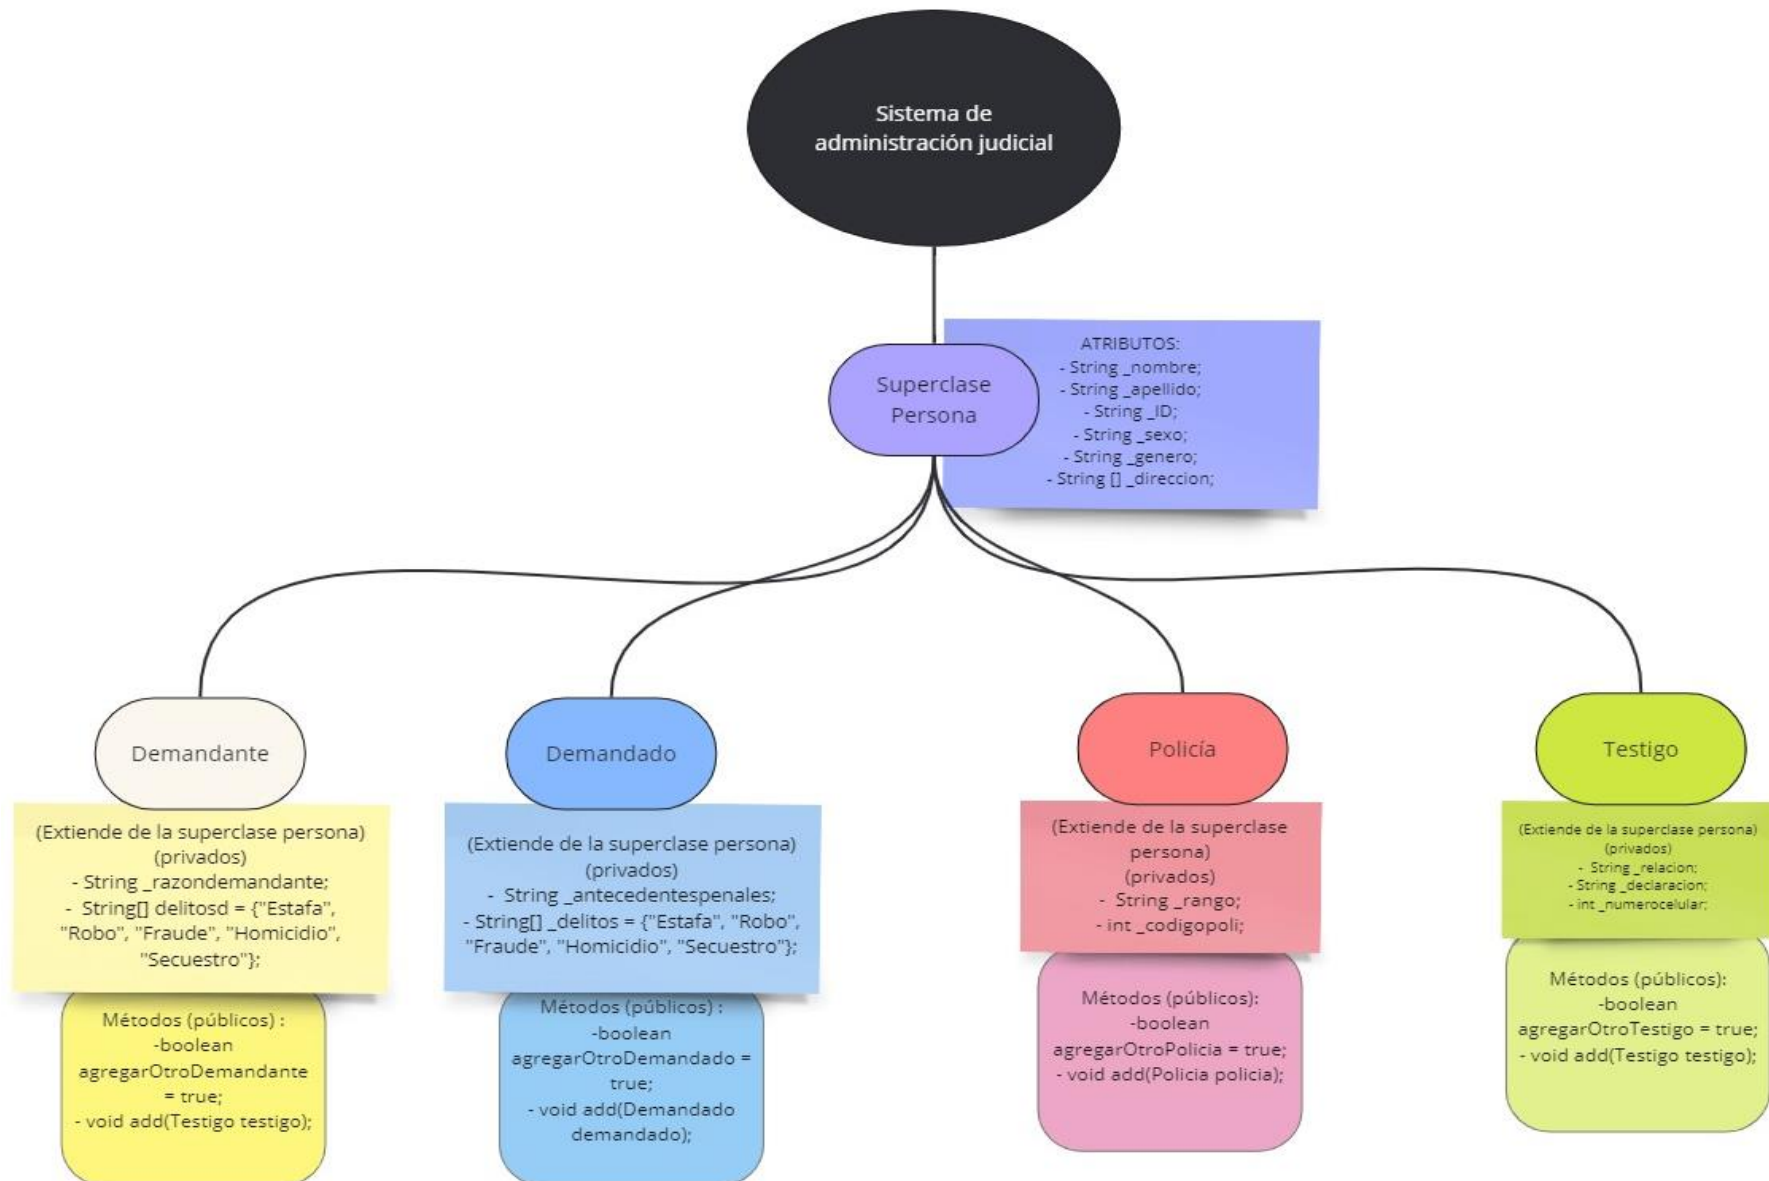 Sistema de
administración judicial
Superclase
Persona
ATRIBUTOS:
- String _nombre;
- String _apellido;
- String _ID;
- String _sexo;
- String _genero;
- String [] _direccion;
Demandante
(Extiende de la superclase persona)
(privados)
- String _razondemandante;
- String[] delitosd = {"Estafa",
"Robo", "Fraude", "Homicidio",
"Secuestro"};
Métodos (públicos) :
-boolean
agregarOtroDemandante
= true;
- void add(Testigo testigo);
Demandado
(Extiende de la superclase persona)
(privados)
- String _antecedentespenales;
- String[] _delitos = {"Estafa", "Robo",
"Fraude", "Homicidio", "Secuestro"};
Métodos (públicos) :
-boolean
agregarOtroDemandado =
true;
- void add(Demandado
demandado);
Policía
(Extiende de la superclase
persona)
(privados)
- String _rango;
- int _codigopoli;
Métodos (públicos):
-boolean
agregarOtroPolicia = true;
- void add(Policia policia);
Testigo
(Extiende de la superclase persona)
(privados)
- String _relacion;
- String _declaracion;
- int _numerocelular;
Métodos (públicos):
-boolean
agregarOtroTestigo = true;
- void add(Testigo testigo);